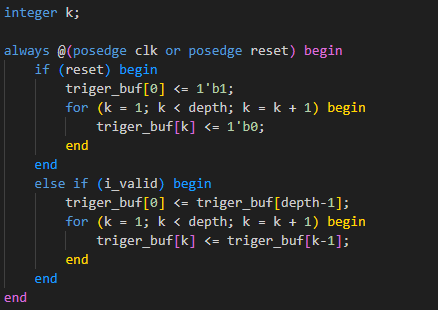 integer k;
always @(posedge clk or posedge reset) begin
if (reset) begin
triger_buf[0] <= 1'b1;
for (k = 1; k < depth; k = k + 1) begin
triger_buf[k] <= 1'b0;
end
end
else if (i_valid) begin
triger_buf[0] <= triger_buf[depth-1];
for (k = 1; k < depth; k = k + 1) begin
triger_buf[k] <= triger_buf[k-1];
end
end
end